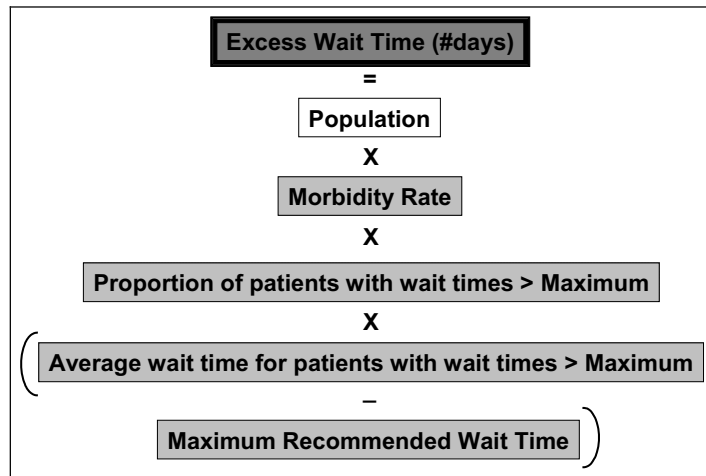 Excess Wait Time (#days)
=
Population
X
Morbidity Rate
X
Proportion of patients with wait times > Maximum
X
( Average wait time for patients with wait times > Maximum
–
Maximum Recommended Wait Time )